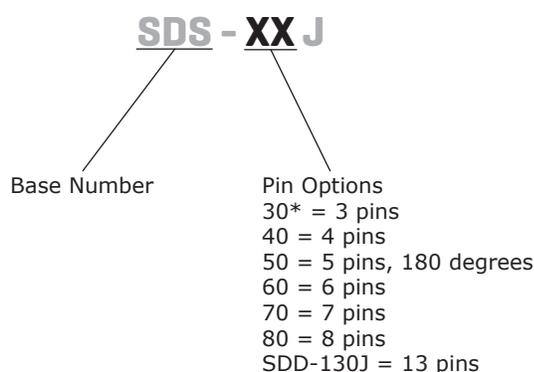 SDS - XX J
Base Number
Pin Options
30* = 3 pins
40 = 4 pins
50 = 5 pins, 180 degrees
60 = 6 pins
70 = 7 pins
80 = 8 pins
SDD-130J = 13 pins